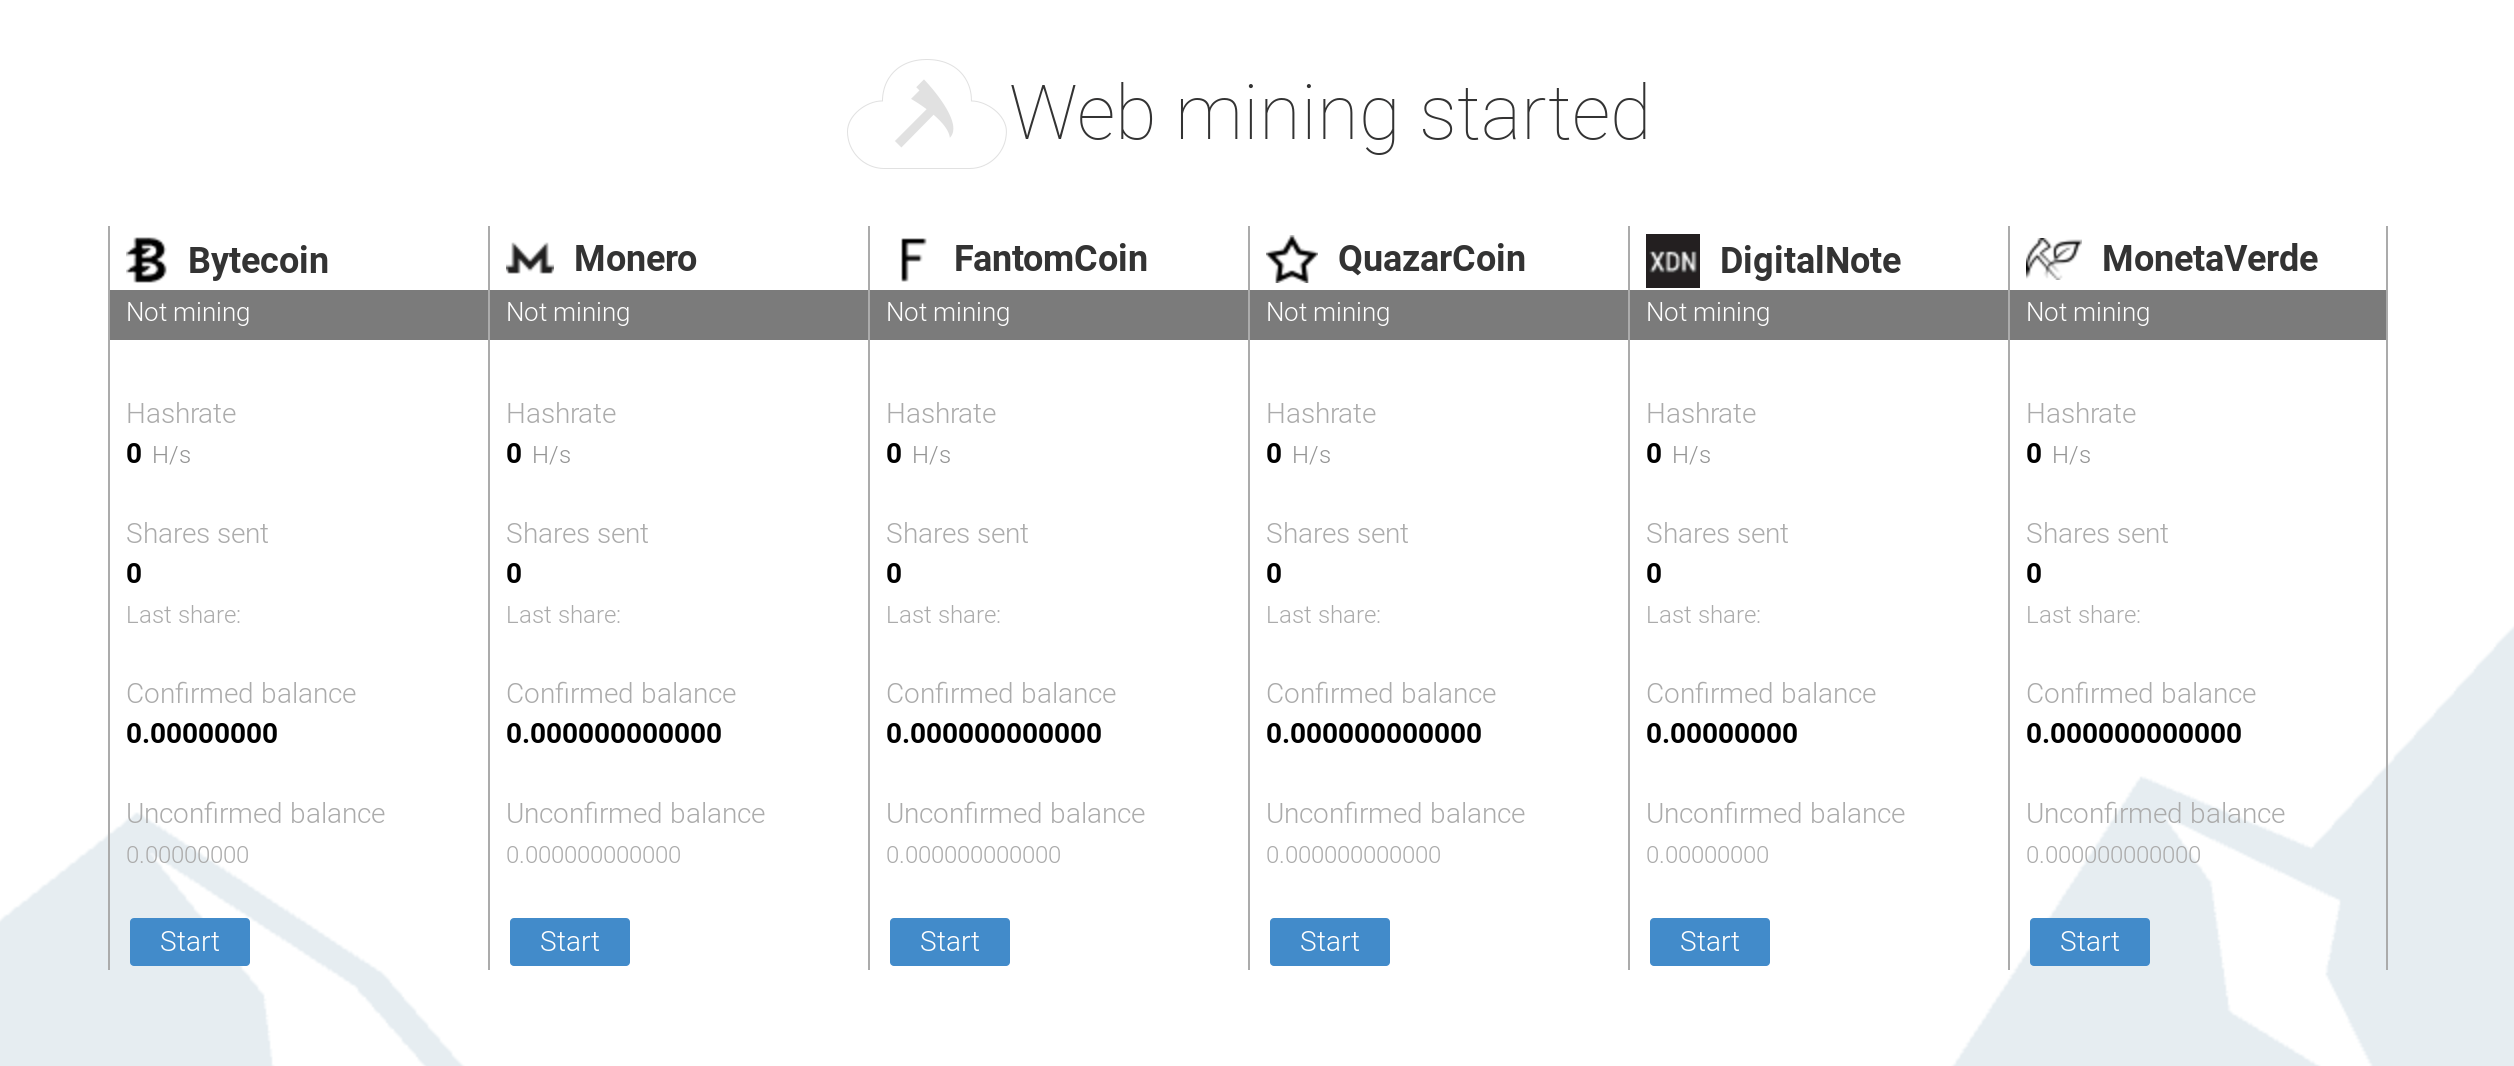 Web mining started
Bytecoin
Not mining
Hashrate
0 H/s
Shares sent
0
Last share:
Confirmed balance
0.00000000
Unconfirmed balance
0.00000000
Start
Monero
Not mining
Hashrate
0 H/s
Shares sent
0
Last share:
Confirmed balance
0.000000000000
Unconfirmed balance
0.000000000000
Start
F FantomCoin
Not mining
Hashrate
0 H/s
Shares sent
0
Last share:
Confirmed balance
0.000000000000
Unconfirmed balance
0.000000000000
Start
QuazarCoin
Not mining
Hashrate
0 H/s
Shares sent
0
Last share:
Confirmed balance
0.000000000000
Unconfirmed balance
0.000000000000
Start
XDN DigitalNote
Not mining
Hashrate
0 H/s
Shares sent
0
Last share:
Confirmed balance
0.00000000
Unconfirmed balance
0.00000000
Start
MonetaVerde
Not mining
Hashrate
0 H/s
Shares sent
0
Last share:
Confirmed balance
0.000000000000
Unconfirmed balance
0.000000000000
Start